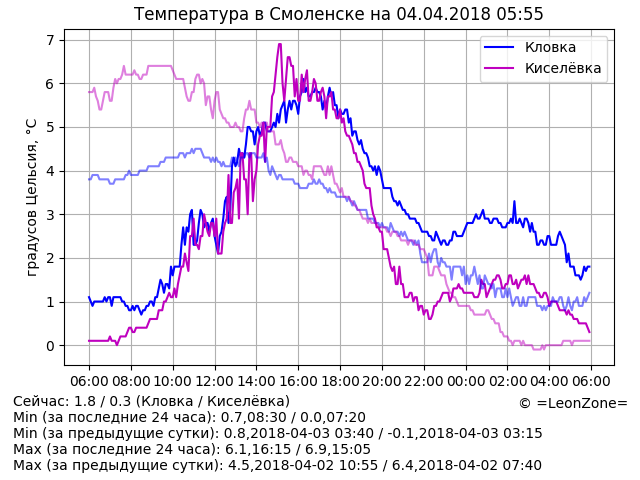 Температура в Смоленске на 04.04.2018 05:55
градусов Цельсия, °C
7
6
5
4
3
2
1
0
Кловка
Киселёвка
06:00 08:00 10:00 12:00 14:00 16:00 18:00 20:00 22:00 00:00 02:00 04:00 06:00
Сейчас: 1.8 / 0.3 (Кловка / Киселёвка)
© =LeonZone=
Min (за последние 24 часа): 0.7,08:30 / 0.0,07:20
Min (за предыдущие сутки): 0.8,2018-04-03 03:40 / -0.1,2018-04-03 03:15
Max (за последние 24 часа): 6.1,16:15 / 6.9,15:05
Max (за предыдущие сутки): 4.5,2018-04-02 10:55 / 6.4,2018-04-02 07:40